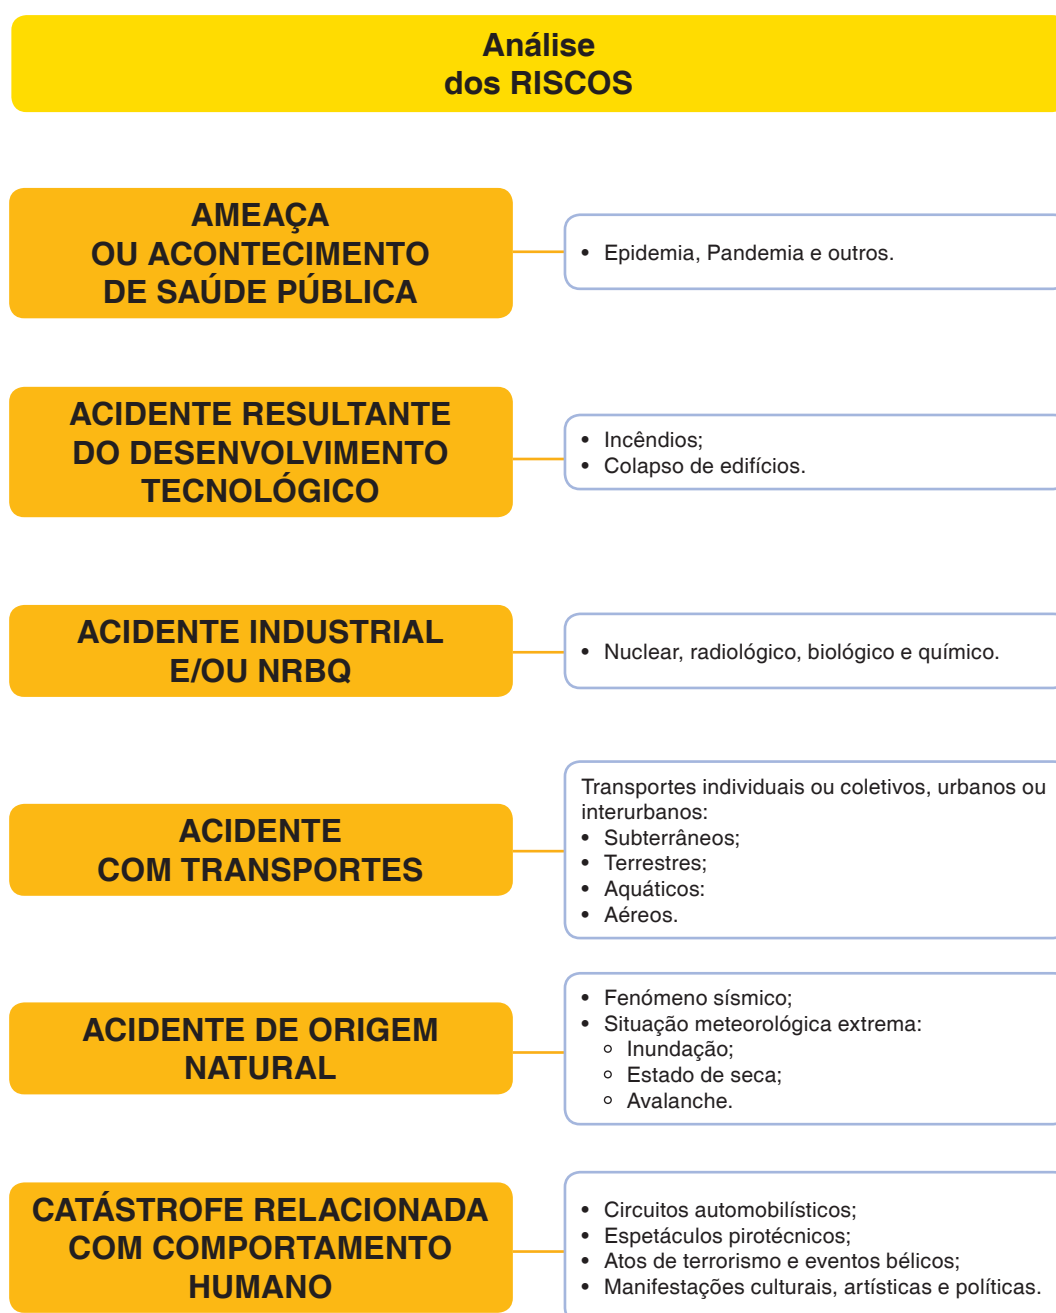 Análise
dos RISCOS
AMEAÇA
OU ACONTECIMENTO
DE SAÚDE PÚBLICA
• Epidemia, Pandemia e outros.
ACIDENTE RESULTANTE
DO DESENVOLVIMENTO
TECNOLÓGICO
• Incêndios;
• Colapso de edifícios.
ACIDENTE INDUSTRIAL
E/OU NRBQ
• Nuclear, radiológico, biológico e químico.
ACIDENTE
COM TRANSPORTES
Transportes individuais ou coletivos, urbanos ou
interurbanos:
• Subterrâneos;
• Terrestres;
• Aquáticos:
• Aéreos.
ACIDENTE DE ORIGEM
NATURAL
• Fenómeno sísmico;
• Situação meteorológica extrema:
○ Inundação;
○ Estado de seca;
○ Avalanche.
CATÁSTROFE RELACIONADA
COM COMPORTAMENTO
HUMANO
• Circuitos automobilísticos;
• Espetáculos pirotécnicos;
• Atos de terrorismo e eventos bélicos;
• Manifestações culturais, artísticas e políticas.